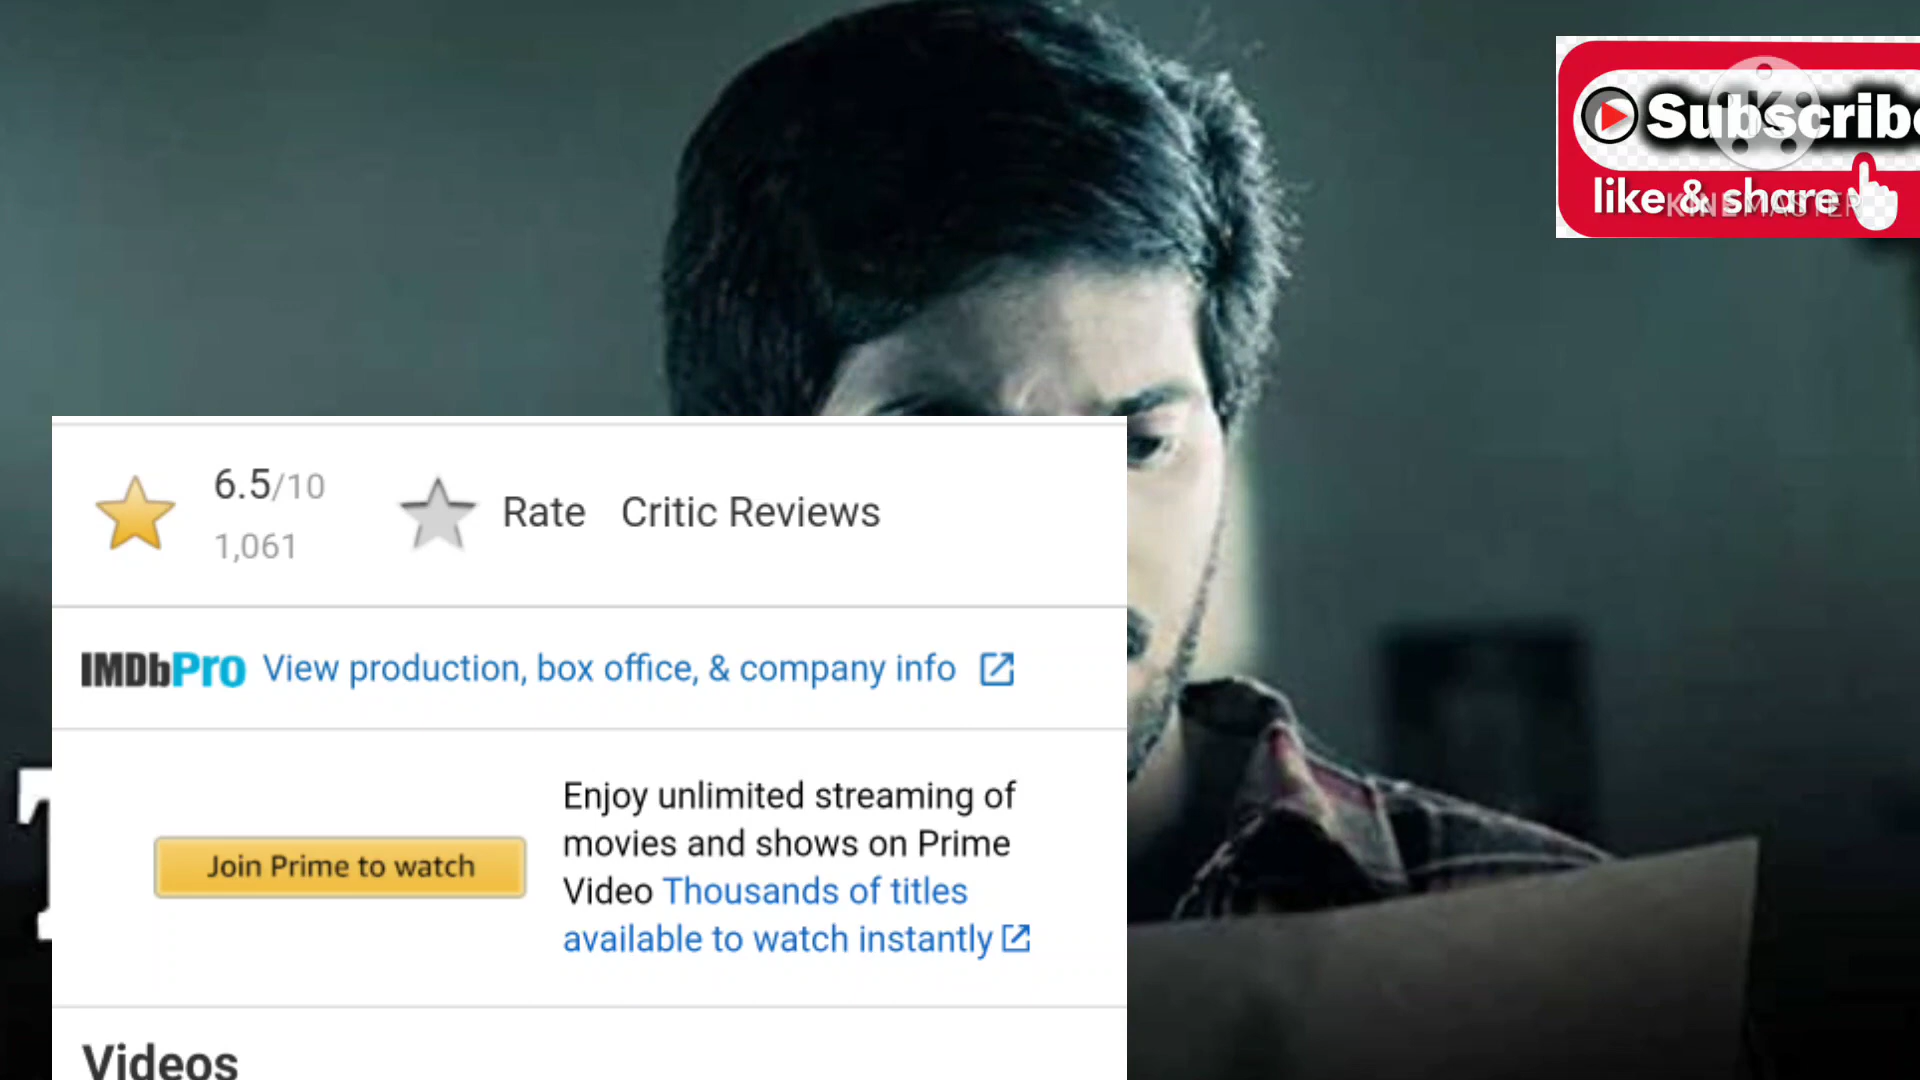 Subscribe
like & share
KINEMASTER
6.5/10
1,061
Rate Critic Reviews
IMDbPro View production, box office, & company info
Enjoy unlimited streaming of
movies and shows on Prime
Video Thousands of titles
available to watch instantly
Join Prime to watch
Videos